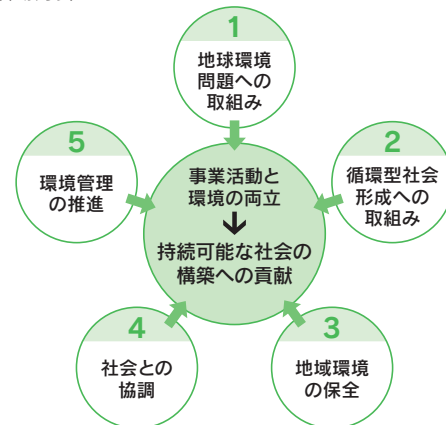 1
地球環境
問題への
取組み
2
循環型社会
形成への
取組み
3
地域環境
の保全
4
社会との
協調
5
環境管理
の推進
事業活動と
環境の両立
持続可能な社会の
構築への貢献